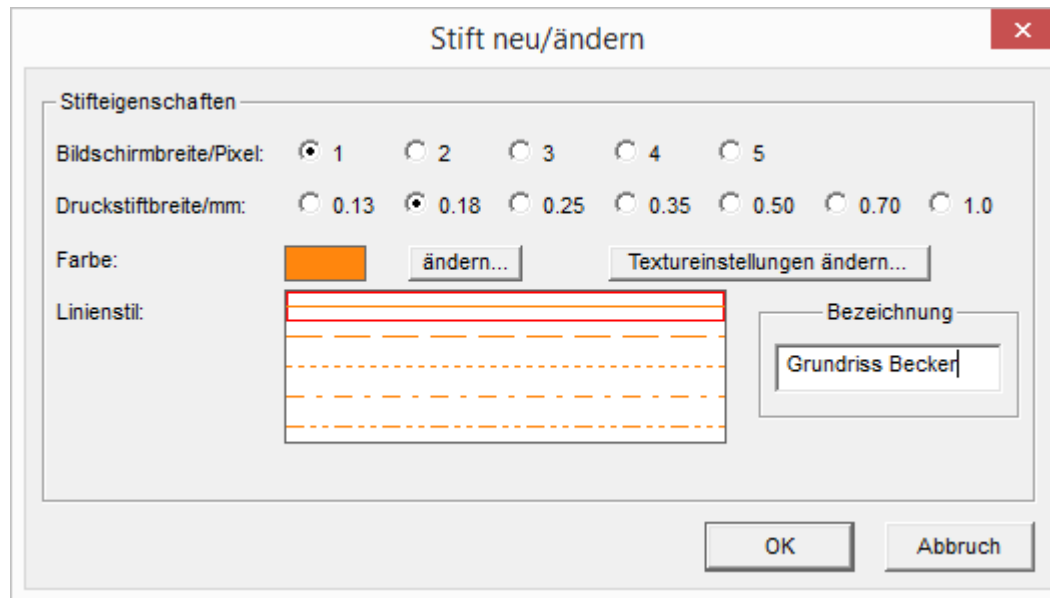 Stift neu/ändern
Stifteigenschaften
Bildschirmbreite/Pixel: 1 2 3 4 5
Druckstiftbreite/mm: 0.13 0.18 0.25 0.35 0.50 0.70 1.0
Farbe: ändern... Textureinstellungen ändern...
Linienstil: Bezeichnung
Grundriss Becker
OK Abbruch